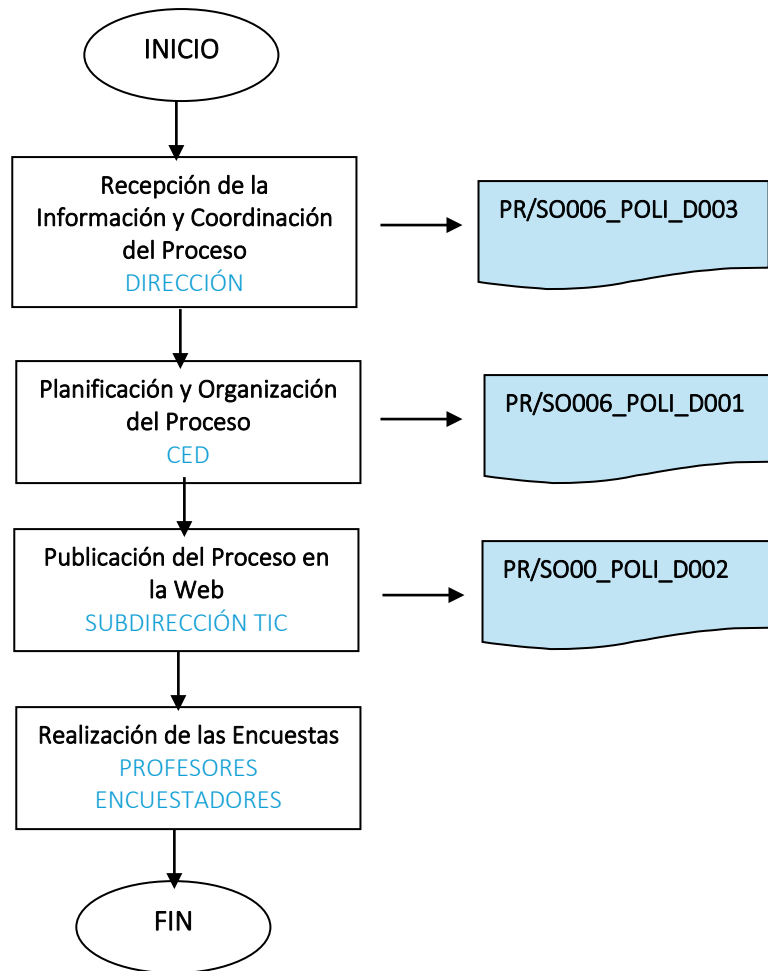 INICIO
Recepción de la
Información y Coordinación
del Proceso
DIRECCIÓN
PR/SO006_POLI_D003
Planificación y Organización
del Proceso
CED
PR/SO006_POLI_D001
Publicación del Proceso en
la Web
SUBDIRECCIÓN TIC
PR/SO00_POLI_D002
Realización de las Encuestas
PROFESORES
ENCUESTADORES
FIN